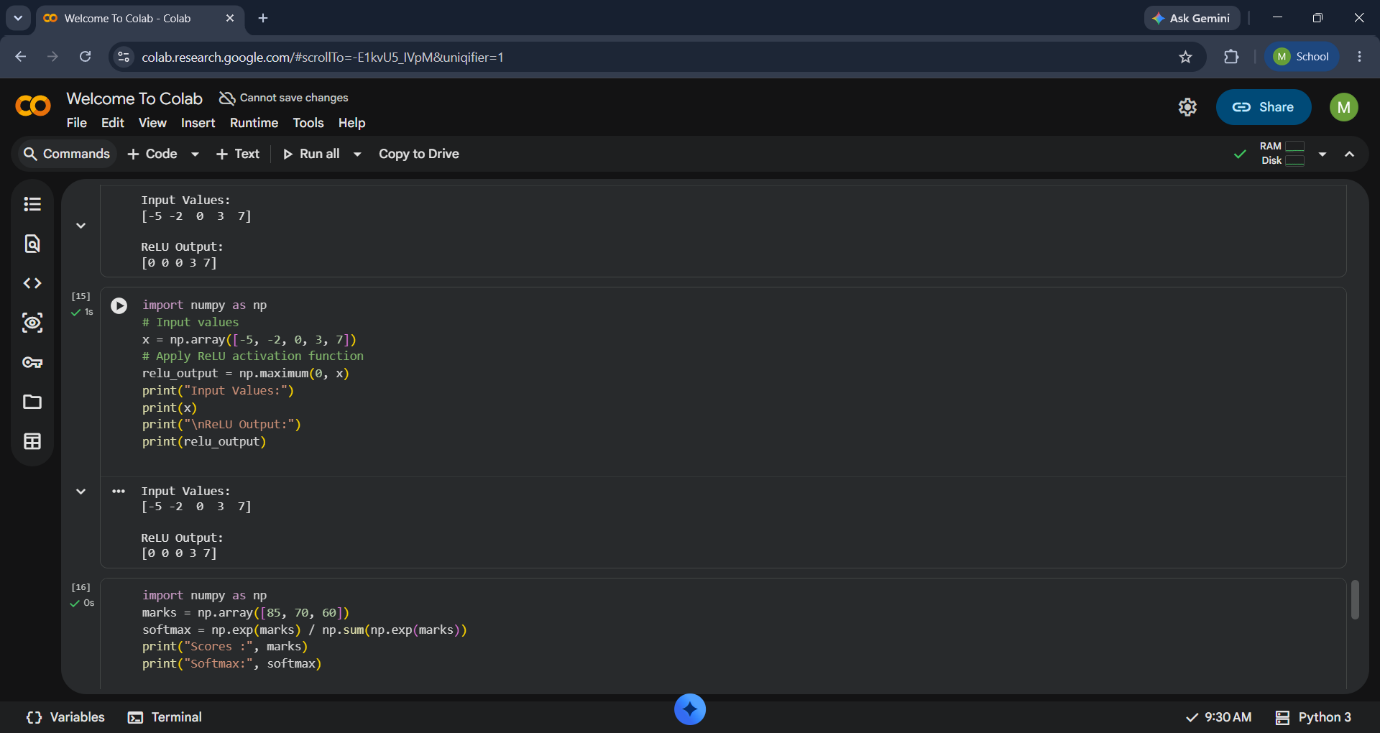 Welcome To Colab - Colab
Ask Gemini
colab.research.google.com/#scrollTo=-E1kvU5_IVpM&uniqifier=1
M School
Welcome To Colab Cannot save changes
File Edit View Insert Runtime Tools Help
Share
M
Commands + Code + Text Run all Copy to Drive
RAM
Disk
Input Values:
[-5 -2  0  3  7]
ReLU Output:
[0 0 0 3 7]
[15]
1s
import numpy as np
# Input values
x = np.array([-5, -2, 0, 3, 7])
# Apply ReLU activation function
relu_output = np.maximum(0, x)
print("Input Values:")
print(x)
print("\nReLU Output:")
print(relu_output)
Input Values:
[-5 -2  0  3  7]
ReLU Output:
[0 0 0 3 7]
[16]
0s
import numpy as np
marks = np.array([85, 70, 60])
softmax = np.exp(marks) / np.sum(np.exp(marks))
print("Scores :", marks)
print("Softmax:", softmax)
{} Variables Terminal
9:30 AM Python 3